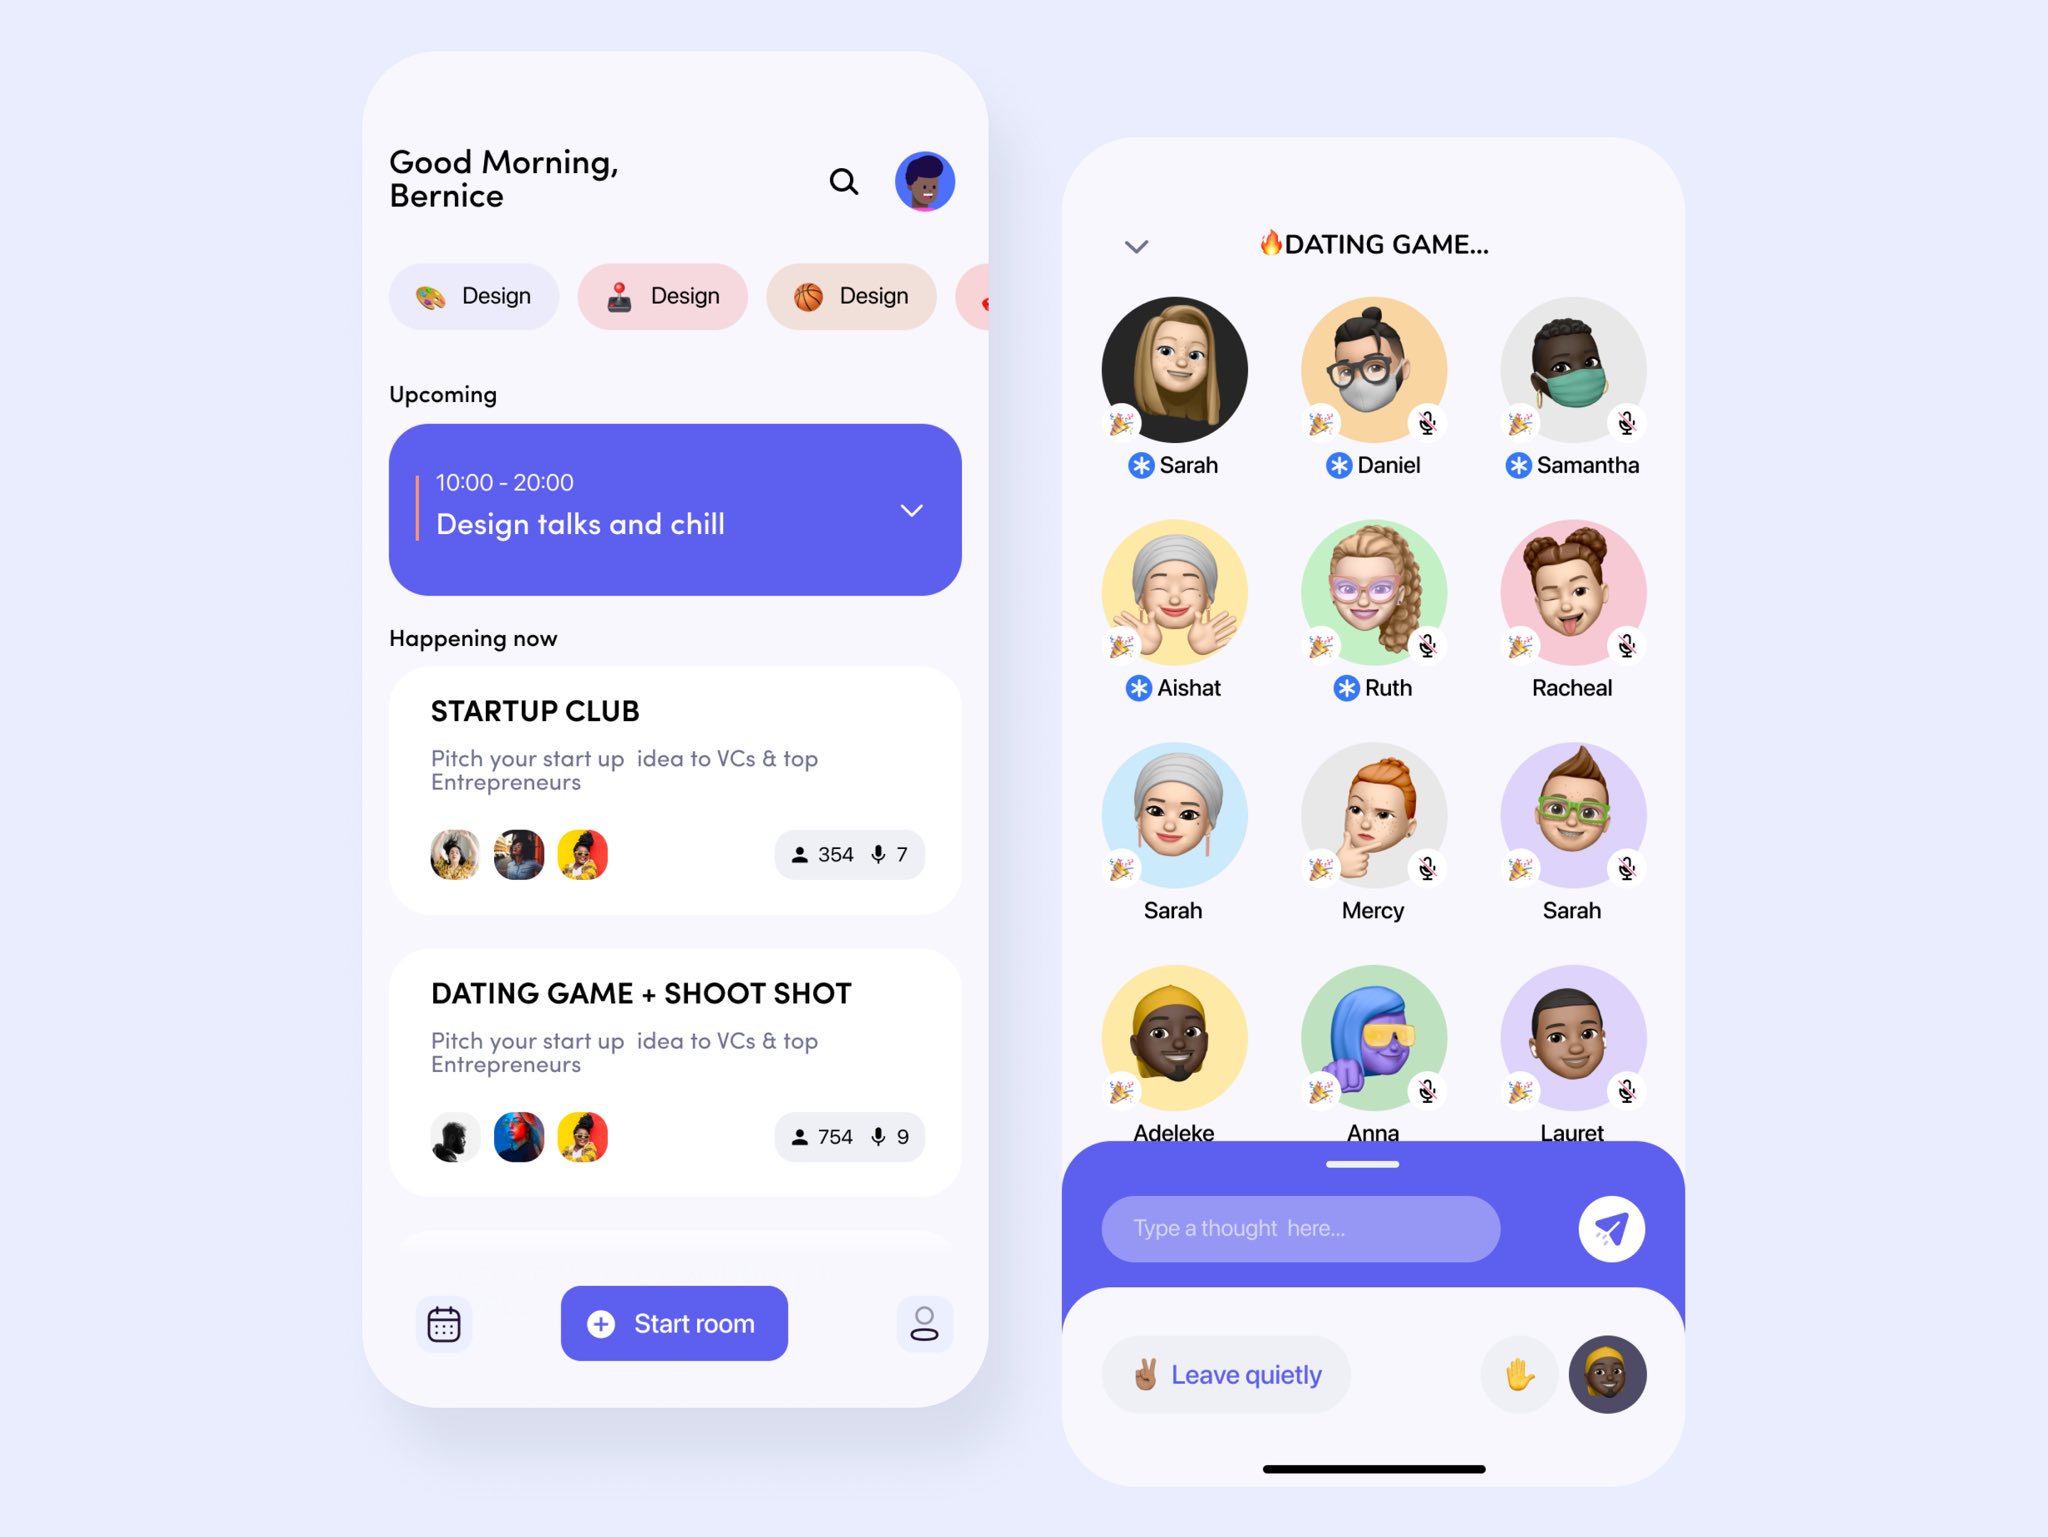 Good Morning,
Bernice
Design
Design
Design
Upcoming
10:00 - 20:00
Design talks and chill
Happening now
STARTUP CLUB
Pitch your start up  idea to VCs & top
Entrepreneurs
354
7
DATING GAME + SHOOT SHOT
Pitch your start up  idea to VCs & top
Entrepreneurs
754
9
Start room
🔥DATING GAME...
Sarah
Daniel
Samantha
Aishat
Ruth
Racheal
Sarah
Mercy
Sarah
Adeleke
Anna
Lauret
Type a thought  here...
Leave quietly